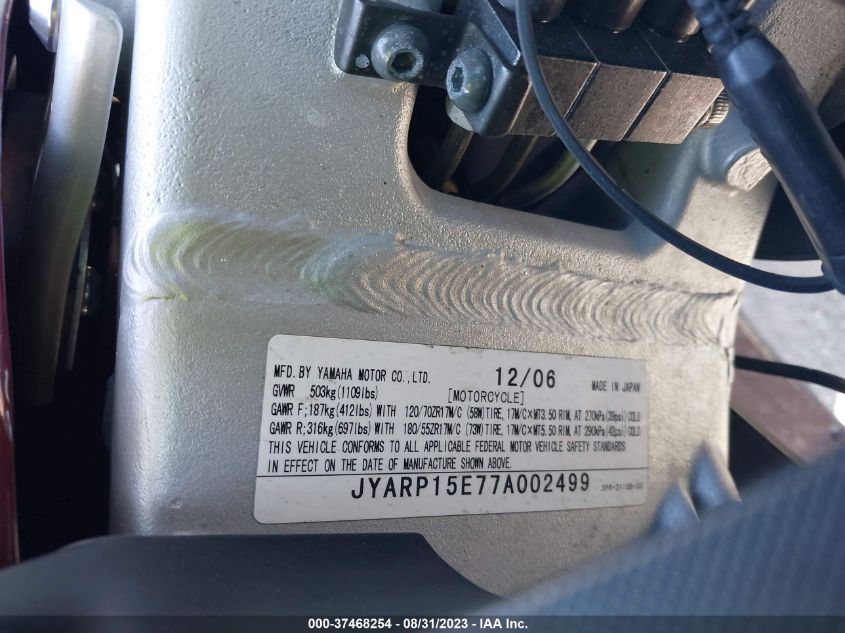 MFD. BY YAMAHA MOTOR CO., LTD. 12/06 MADE IN JAPAN
GVWR 503kg(1109lbs) [MOTORCYCLE]
GAWR F;187kg(412lbs) WITH 120/70ZR17M/C (58W)TIRE, 17M/C×MT3.50 RIM, AT 270kPa(39psi) COLD
GAWR R;316kg(697lbs) WITH 180/55ZR17M/C (73W)TIRE, 17M/C×MT5.50 RIM, AT 290kPa(42psi) COLD
THIS VEHICLE CONFORMS TO ALL APPLICABLE FEDERAL MOTOR VEHICLE SAFETY STANDARDS
IN EFFECT ON THE DATE OF MANUFACTURE SHOWN ABOVE.
JYARP15E77A002499
000-37468254 - 08/31/2023 - IAA Inc.